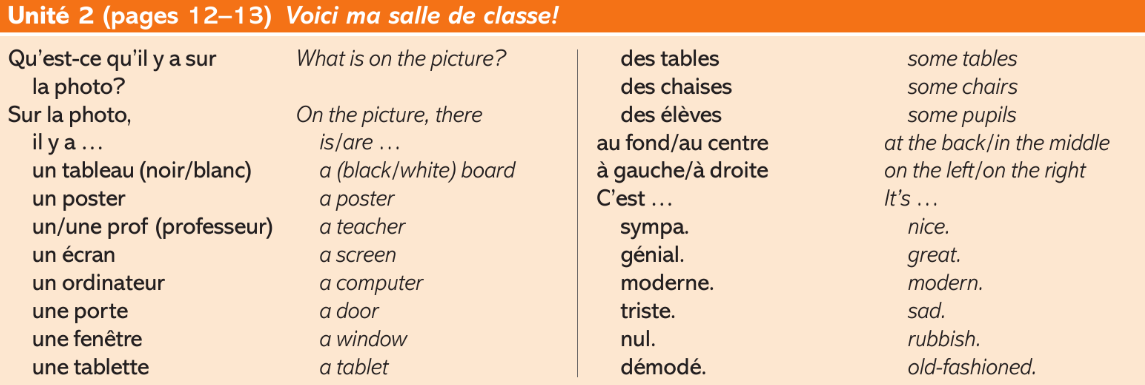 Unité 2 (pages 12–13) Voici ma salle de classe!
Qu’est-ce qu’il y a sur What is on the picture?
la photo?
Sur la photo, On the picture, there
il y a … is/are …
un tableau (noir/blanc) a (black/white) board
un poster a poster
un/une prof (professeur) a teacher
un écran a screen
un ordinateur a computer
une porte a door
une fenêtre a window
une tablette a tablet
des tables some tables
des chaises some chairs
des élèves some pupils
au fond/au centre at the back/in the middle
à gauche/à droite on the left/on the right
C’est … It’s …
sympa. nice.
génial. great.
moderne. modern.
triste. sad.
nul. rubbish.
démodé. old-fashioned.